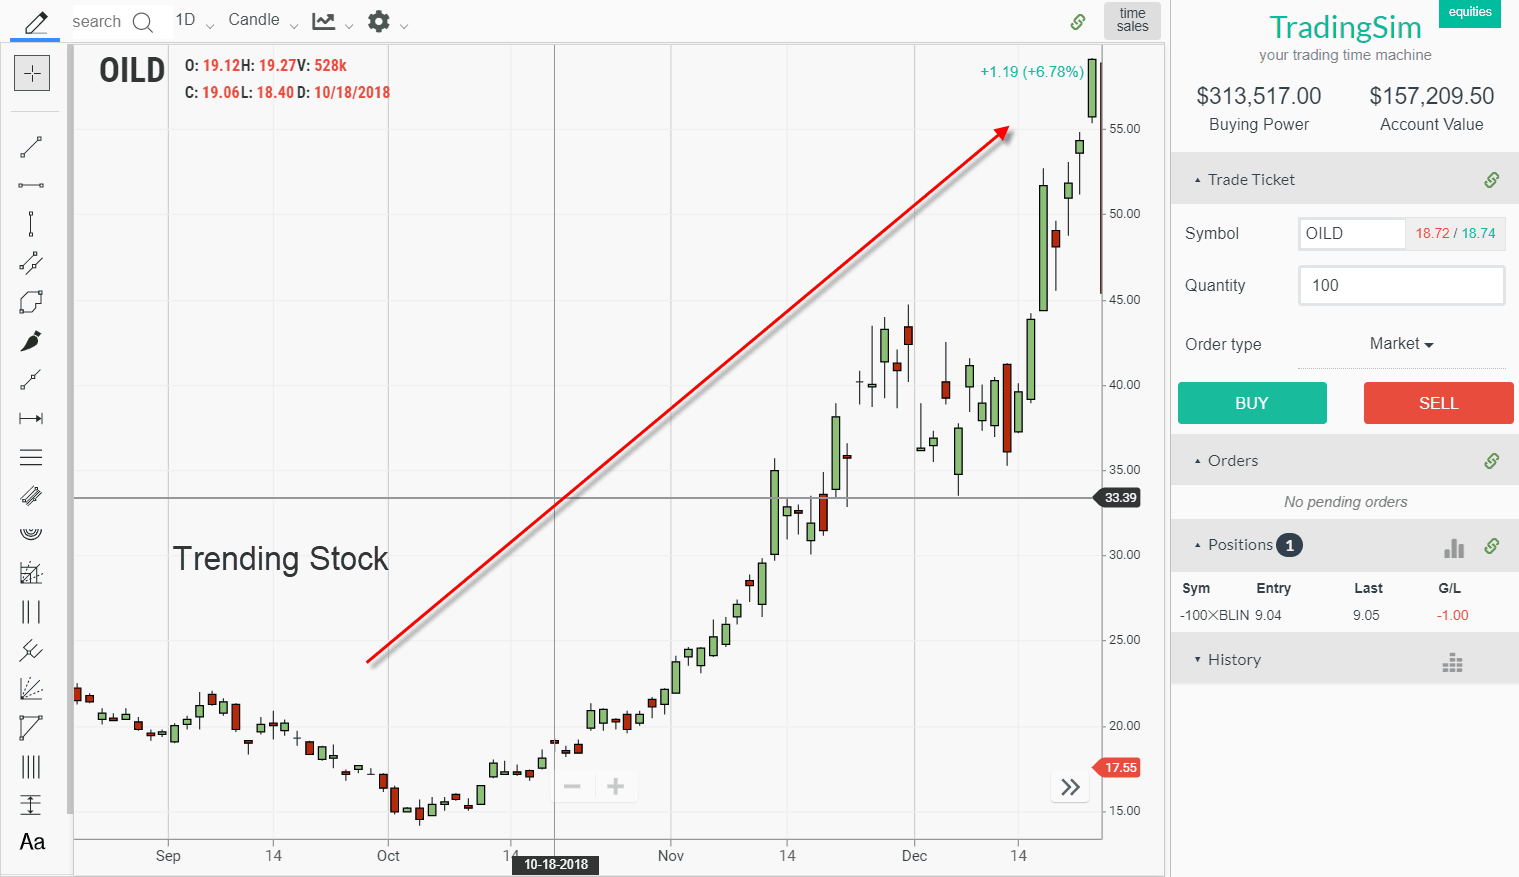 search 1D Candle
time
sales
OILD O: 19.12H: 19.27V: 528k
C: 19.06L: 18.40 D: 10/18/2018
+1.19 (+6.78%)
55.00
50.00
45.00
40.00
35.00
33.39
30.00
25.00
20.00
17.55
15.00
Trending Stock
Aa
Sep 14 Oct 14 Nov 14 Dec 14
10-18-2018
equities
TradingSim
your trading time machine
$313,517.00 $157,209.50
Buying Power Account Value
Trade Ticket
Symbol OILD 18.72 / 18.74
Quantity 100
Order type Market
BUY SELL
Orders
No pending orders
Positions 1
Sym Entry Last G/L
-100×BLIN 9.04 9.05 -1.00
History